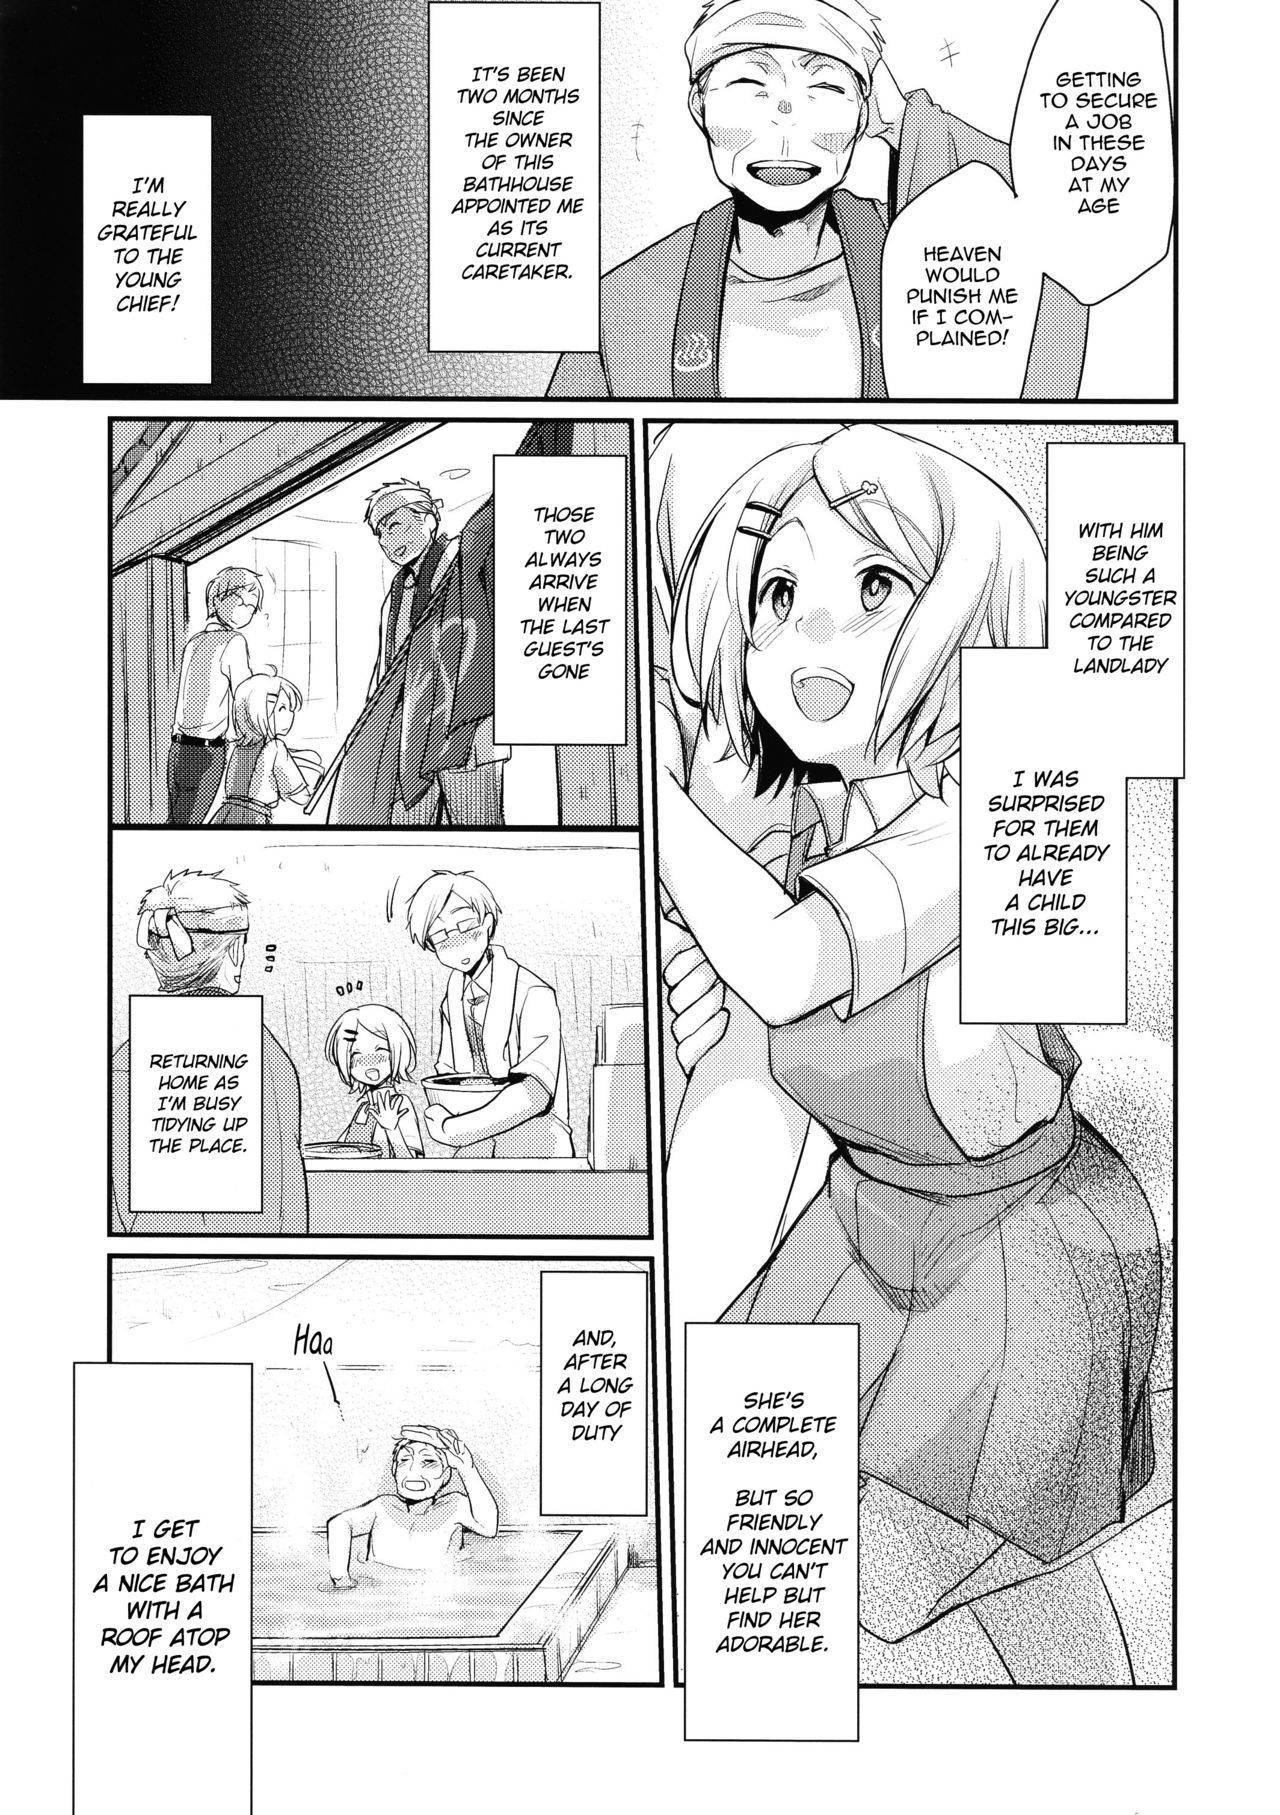 GETTING
TO SECURE
A JOB
IN THESE
DAYS
AT MY
AGE
HEAVEN
WOULD
PUNISH ME
IF I COM-
PLAINED!
IT'S BEEN
TWO MONTHS
SINCE
THE OWNER
OF THIS
BATHHOUSE
APPOINTED ME
AS ITS
CURRENT
CARETAKER.
I'M
REALLY
GRATEFUL
TO THE
YOUNG
CHIEF!
WITH HIM
BEING
SUCH A
YOUNGSTER
COMPARED
TO THE
LANDLADY
I WAS
SURPRISED
FOR THEM
TO ALREADY
HAVE
A CHILD
THIS BIG...
SHE'S
A COMPLETE
AIRHEAD,
BUT SO
FRIENDLY
AND INNOCENT
YOU CAN'T
HELP BUT
FIND HER
ADORABLE.
THOSE
TWO
ALWAYS
ARRIVE
WHEN
THE LAST
GUEST'S
GONE
RETURNING
HOME AS
I'M BUSY
TIDYING UP
THE PLACE.
AND,
AFTER
A LONG
DAY OF
DUTY
Haa
I GET
TO ENJOY
A NICE BATH
WITH A
ROOF ATOP
MY HEAD.